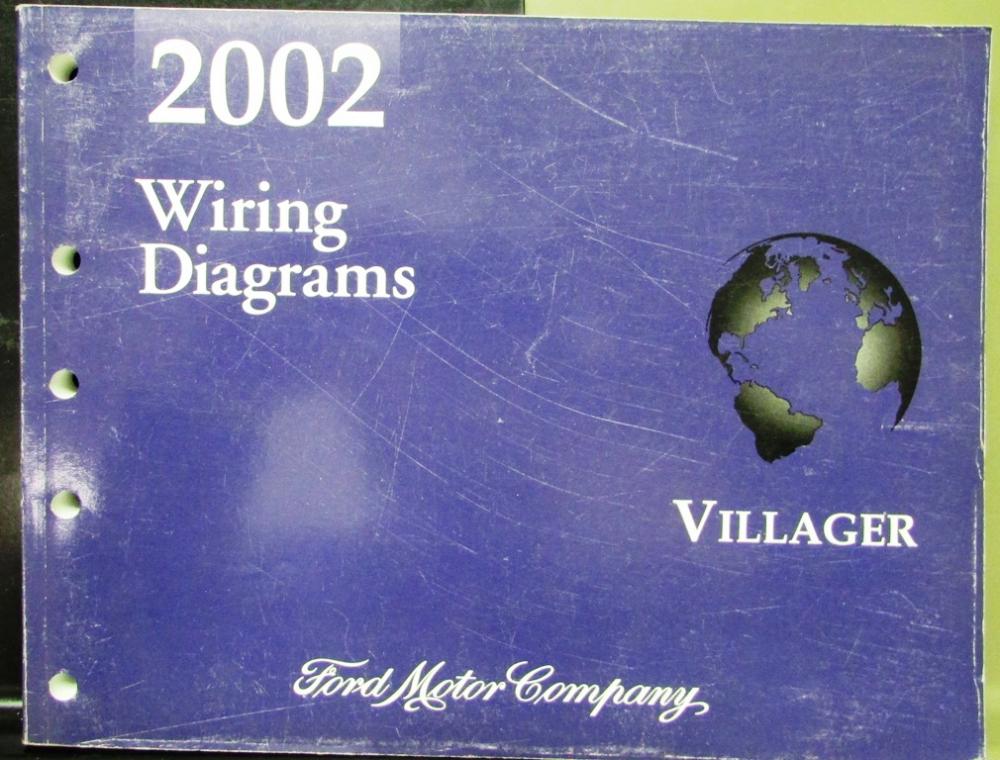 2002
Wiring
Diagrams
VILLAGER
Ford Motor Company